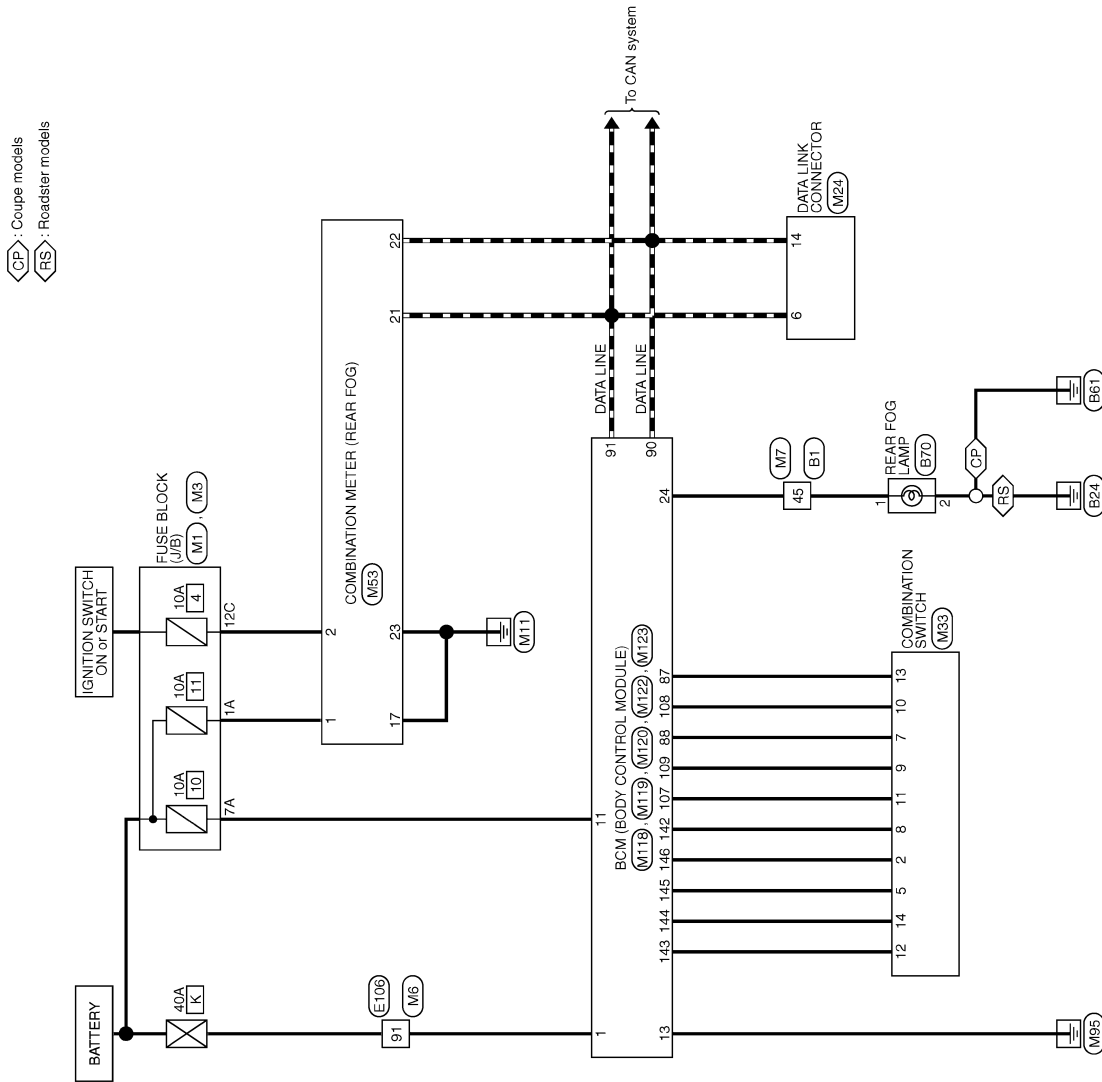 CP : Coupe models
RS : Roadster models
IGNITION SWITCH
ON or START
FUSE BLOCK
(J/B)
M1 , M3
10A
4
10A
11
10A
10
12C
1A
7A
BATTERY
40A
K
E106
M6
91
1
2
COMBINATION METER (REAR FOG)
M53
17
23
21
22
M11
To CAN system
DATA LINE
DATA LINE
DATA LINK
CONNECTOR
M24
6
14
1
11
91
90
BCM (BODY CONTROL MODULE)
M118 , M119 , M120 , M122 , M123
13
143
144
145
146
142
107
109
88
108
87
24
12
14
5
2
8
11
9
7
10
13
COMBINATION
SWITCH
M33
M7
B1
45
REAR FOG
LAMP
B70
1
2
CP
RS
M95
B24
B61